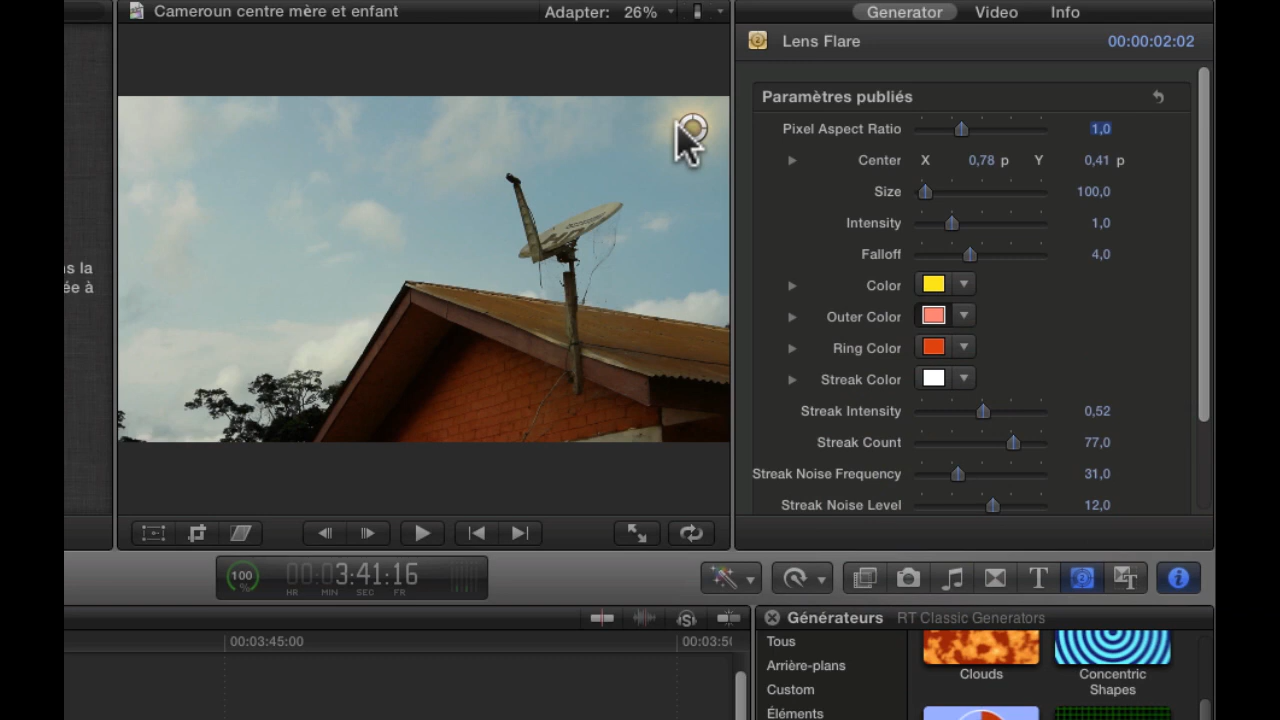 Cameroun centre mère et enfant
Adapter: 26%
Generator Video Info
Lens Flare 00:00:02:02
Paramètres publiés
Pixel Aspect Ratio 1,0
Center X 0,78 p Y 0,41 p
Size 100,0
Intensity 1,0
Falloff 4,0
Color
Outer Color
Ring Color
Streak Color
Streak Intensity 0,52
Streak Count 77,0
Streak Noise Frequency 31,0
Streak Noise Level 12,0
s la
ée à
100 %
00:03:41:16
HR MIN SEC FR
T
T
Générateurs RT Classic Generators
00:03:45:00 00:03:50
Tous
Arrière-plans
Custom
Éléments
Clouds
Concentric
Shapes